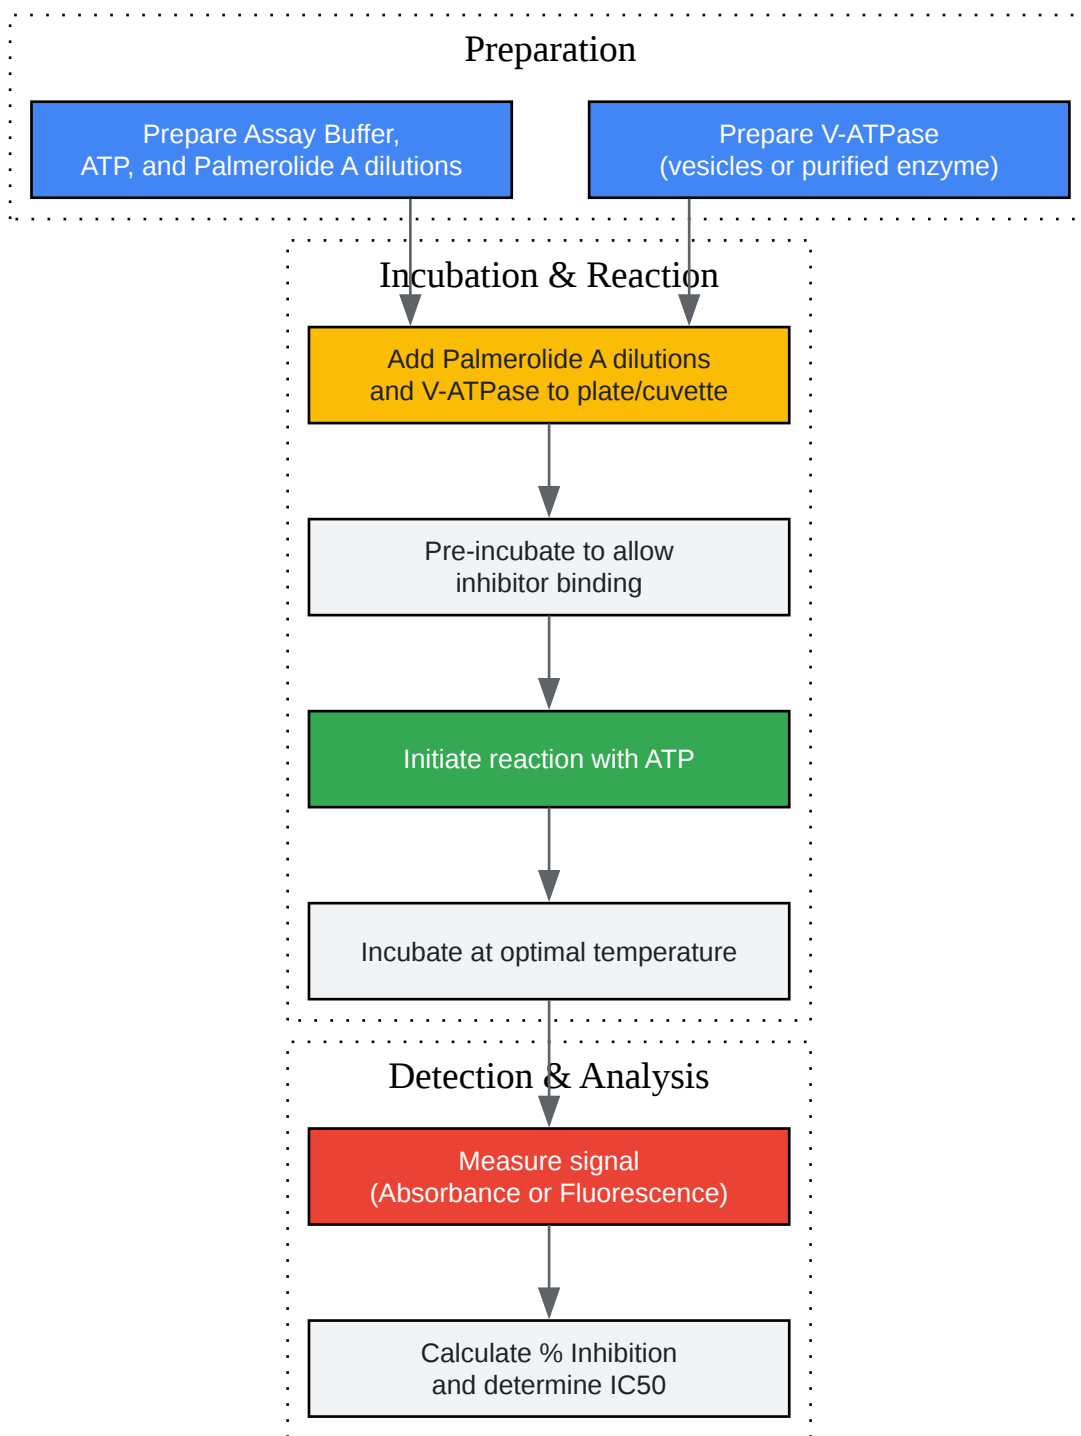 Preparation
Prepare Assay Buffer,
ATP, and Palmerolide A dilutions
Prepare V-ATPase
(vesicles or purified enzyme)
Incubation & Reaction
Add Palmerolide A dilutions
and V-ATPase to plate/cuvette
Pre-incubate to allow
inhibitor binding
Initiate reaction with ATP
Incubate at optimal temperature
Detection & Analysis
Measure signal
(Absorbance or Fluorescence)
Calculate % Inhibition
and determine IC50